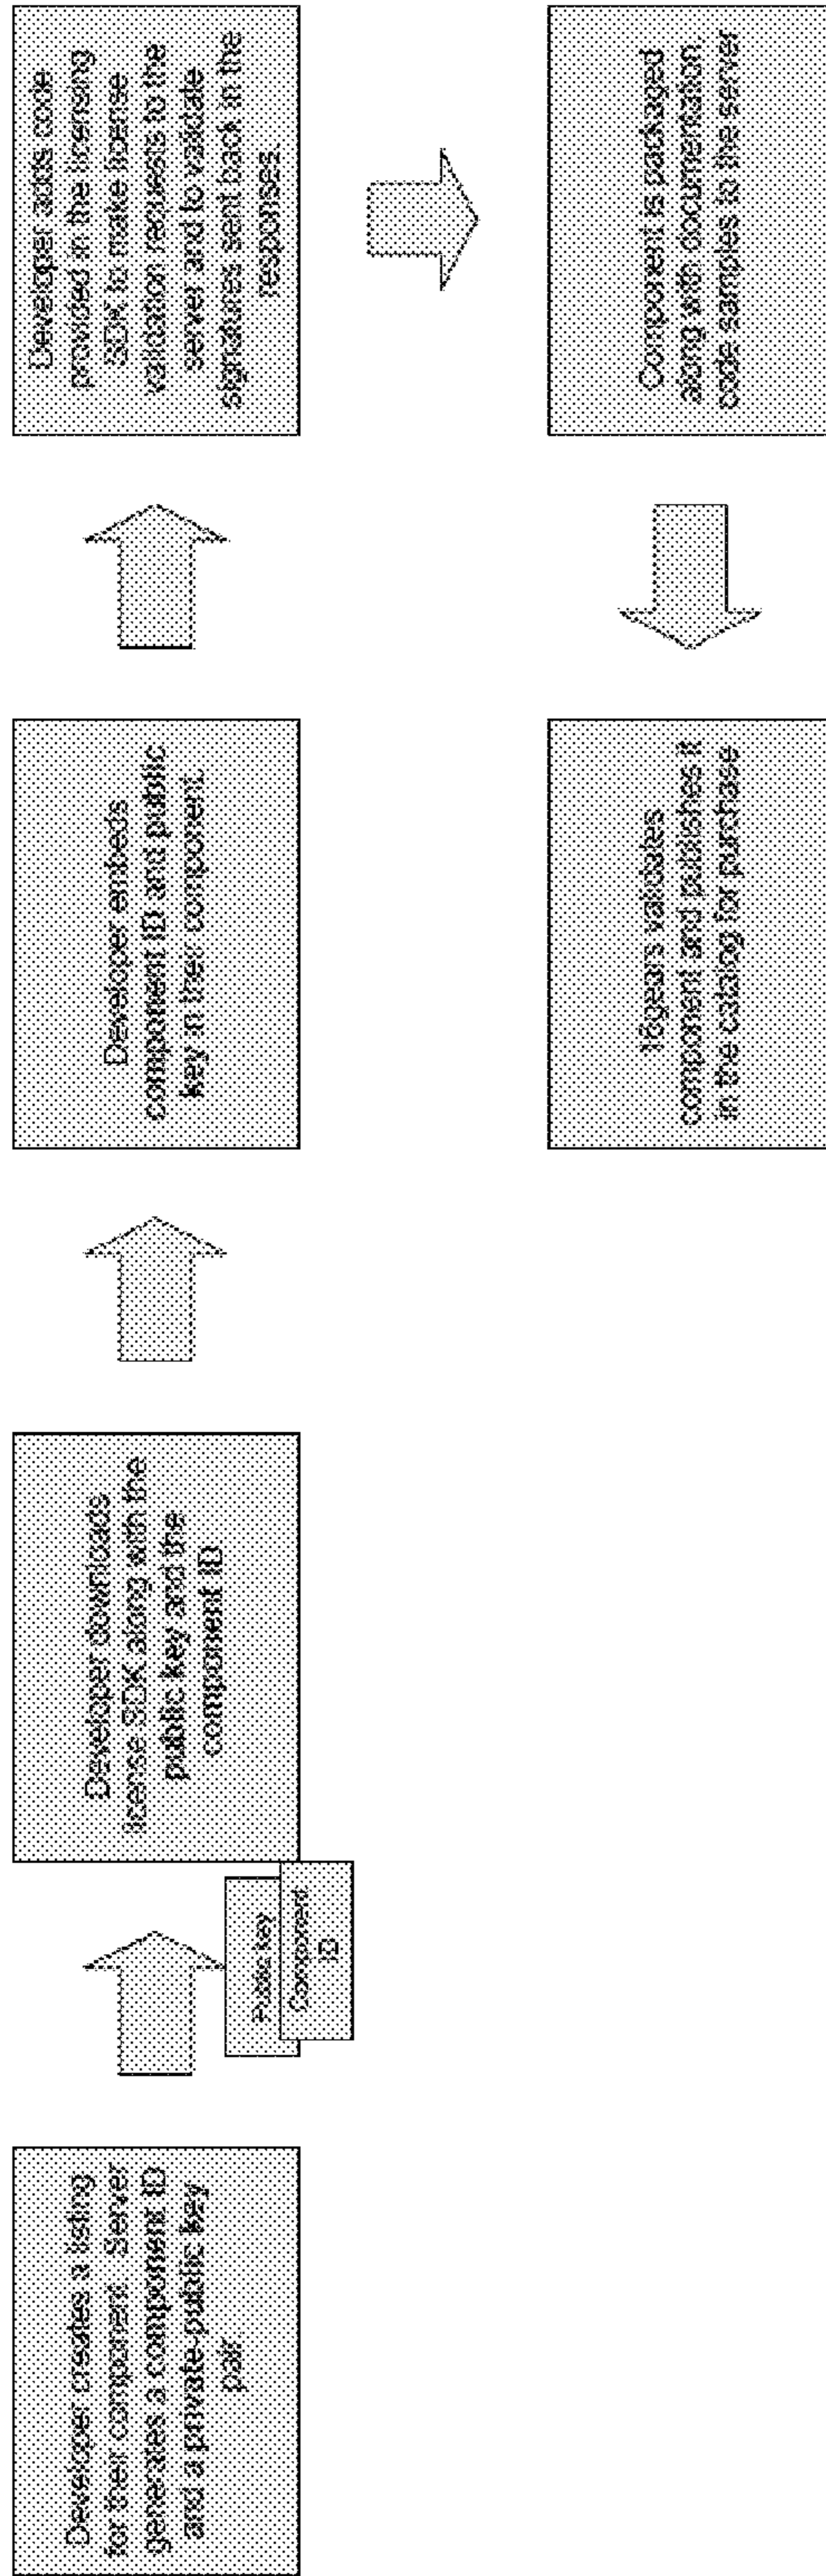 Developer creates a listing
for their component. Server
generates a component ID
and a private-public key
pair.
Public Key
Component
ID
Developer downloads
license SDK along with the
public key and the
component ID
Developer embeds
component ID and public
key in their component.
Developer adds code
provided in the licensing
SDK, to make license
validation requests to the
server and to validate
signatures sent back in the
responses.
Component is packaged
along with documentation,
code samples to the server
16gears validates
component and publishes it
in the catalog for purchase